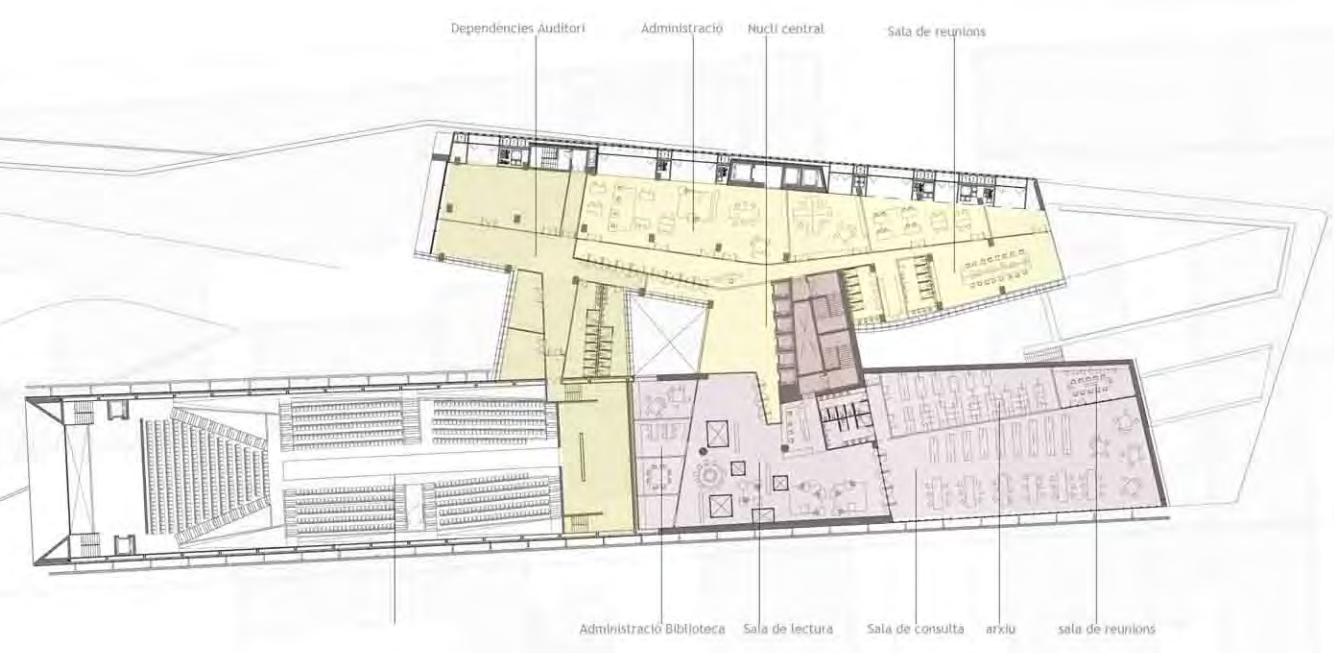 Dependències Auditori
Administració
Nucli central
Sala de reunions
Administració Biblioteca
Sala de lectura
Sala de consulta
arxiu
sala de reunions